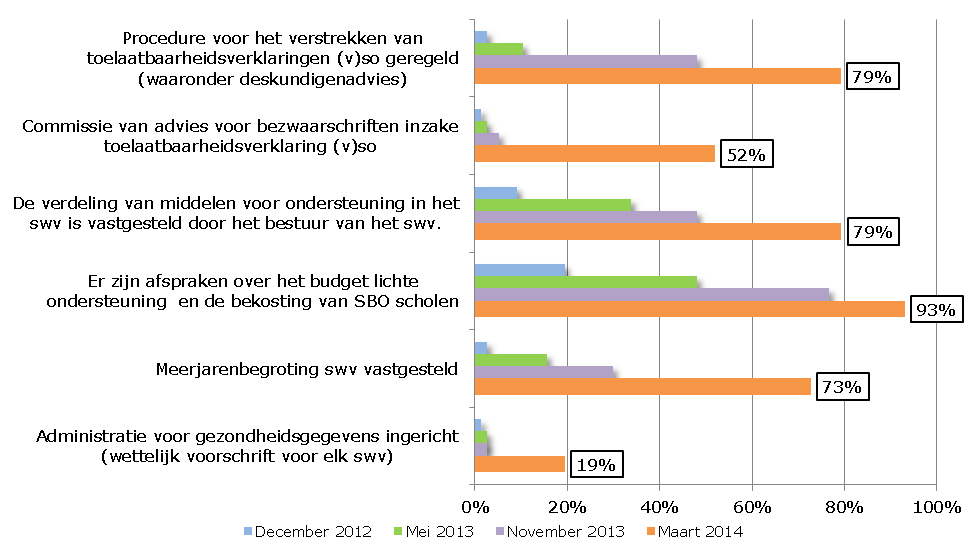 Procedure voor het verstrekken van
toelaatbaarheidsverklaringen (v)so geregeld
(waaronder deskundigenadvies)
79%
Commissie van advies voor bezwaarschriften inzake
toelaatbaarheidsverklaring (v)so
52%
De verdeling van middelen voor ondersteuning in het
swv is vastgesteld door het bestuur van het swv.
79%
Er zijn afspraken over het budget lichte
ondersteuning en de bekosting van SBO scholen
93%
Meerjarenbegroting swv vastgesteld
73%
Administratie voor gezondheidsgegevens ingericht
(wettelijk voorschrift voor elk swv)
19%
0% 20% 40% 60% 80% 100%
December 2012 Mei 2013 November 2013 Maart 2014